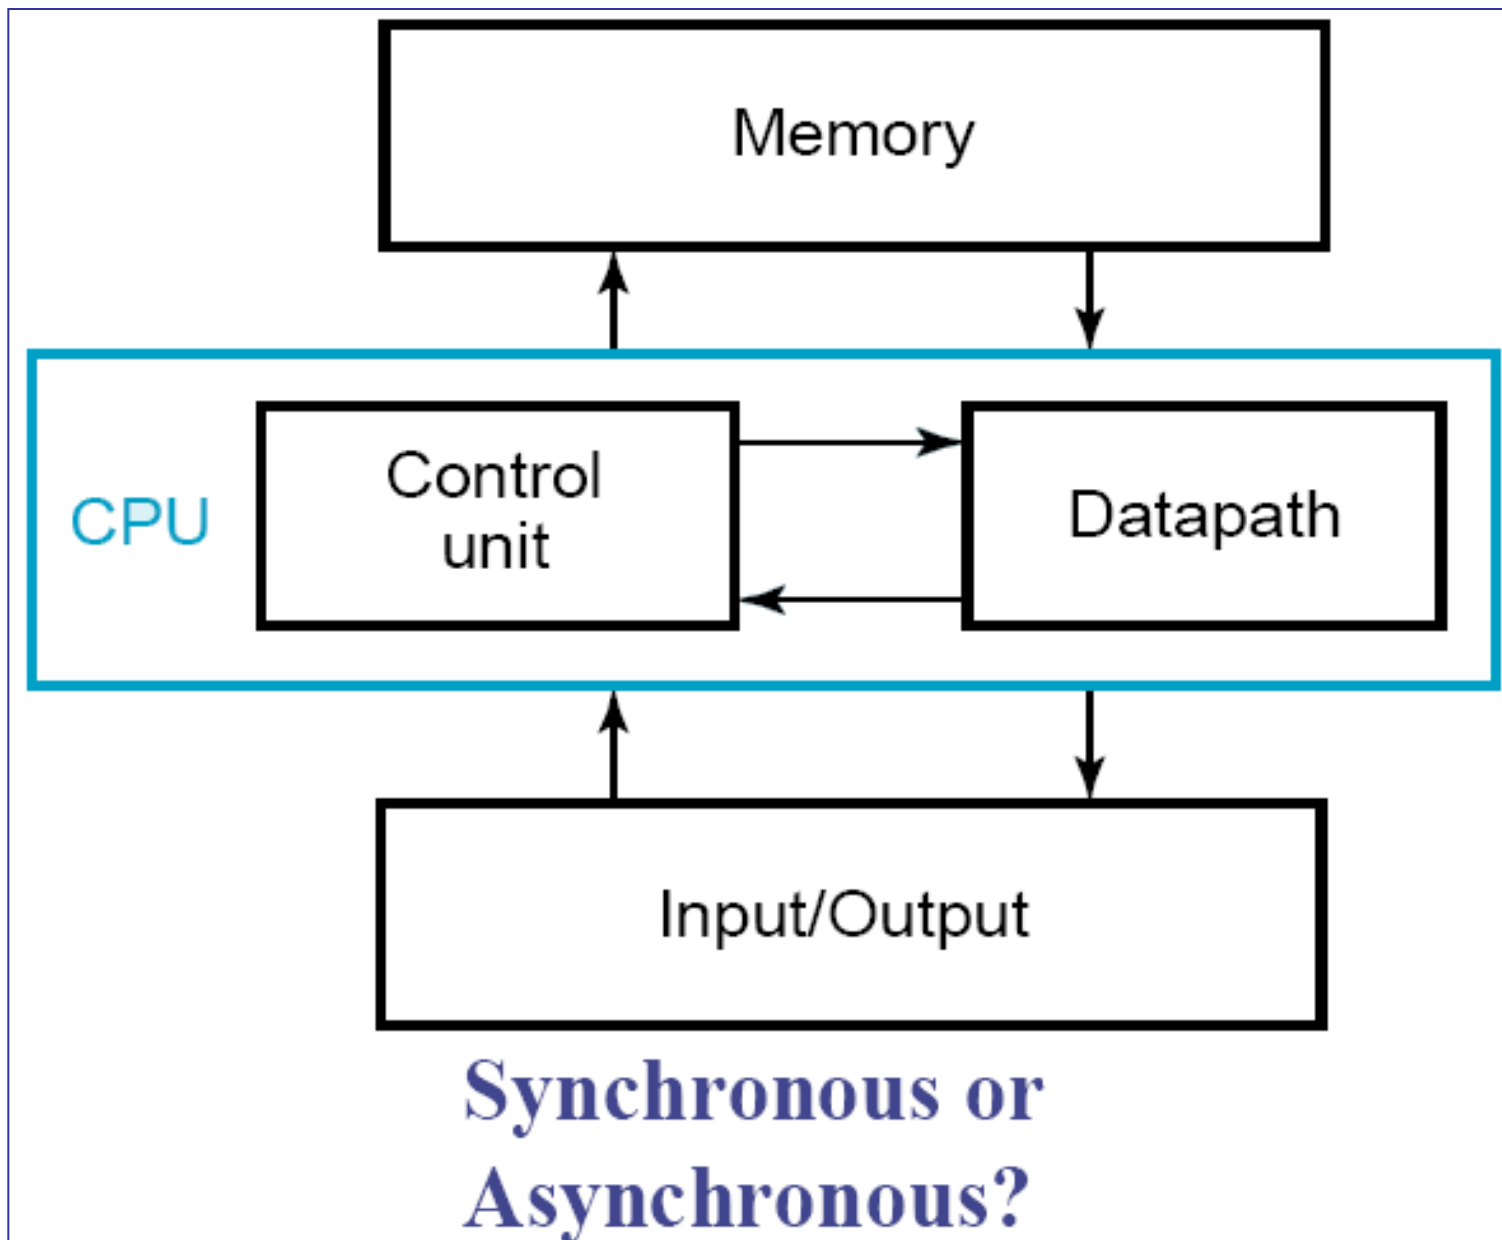 Memory
CPU
Control
unit
Datapath
Input/Output
Synchronous or
Asynchronous?